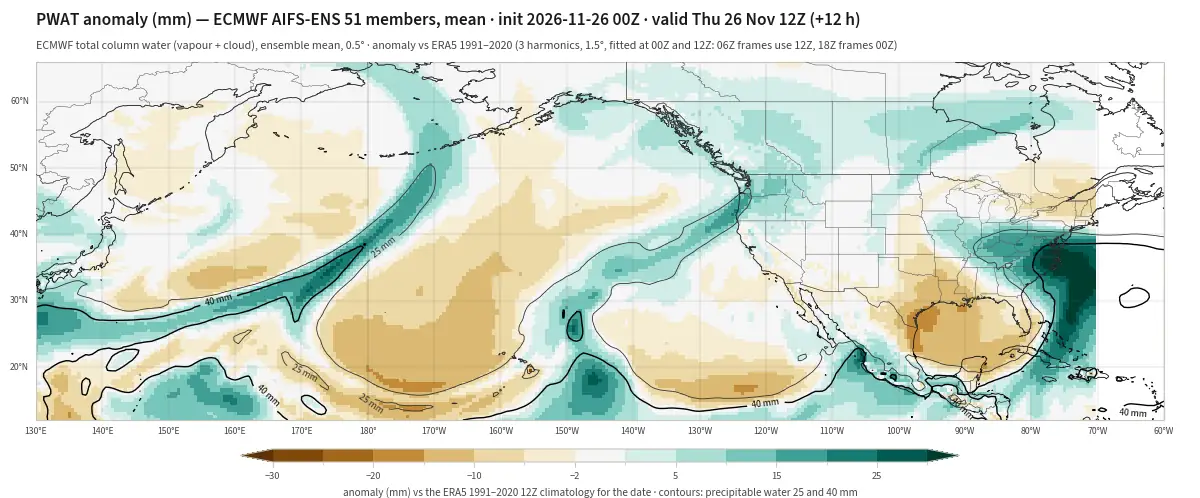 PWAT anomaly (mm) — ECMWF AIFS-ENS 51 members, mean · init 2026-11-26 00Z · valid Thu 26 Nov 12Z (+12 h)
ECMWF total column water (vapour + cloud), ensemble mean, 0.5° · anomaly vs ERA5 1991–2020 (3 harmonics, 1.5°, fitted at 00Z and 12Z: 06Z frames use 12Z, 18Z frames 00Z)
60°N
50°N
40°N
30°N
20°N
25 mm
40 mm
25 mm
40 mm
25 mm
40 mm
40 mm
130°E 140°E 150°E 160°E 170°E 180° 170°W 160°W 150°W 140°W 130°W 120°W 110°W 100°W 90°W 80°W 70°W 60°W
−30 −20 −10 −2 5 15 25
anomaly (mm) vs the ERA5 1991–2020 12Z climatology for the date · contours: precipitable water 25 and 40 mm